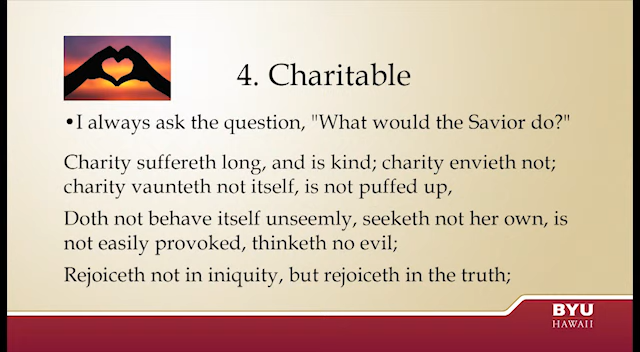 4. Charitable
•I always ask the question, "What would the Savior do?"
Charity suffereth long, and is kind; charity envieth not;
charity vaunteth not itself, is not puffed up,
Doth not behave itself unseemly, seeketh not her own, is
not easily provoked, thinketh no evil;
Rejoiceth not in iniquity, but rejoiceth in the truth;
BYU
HAWAII